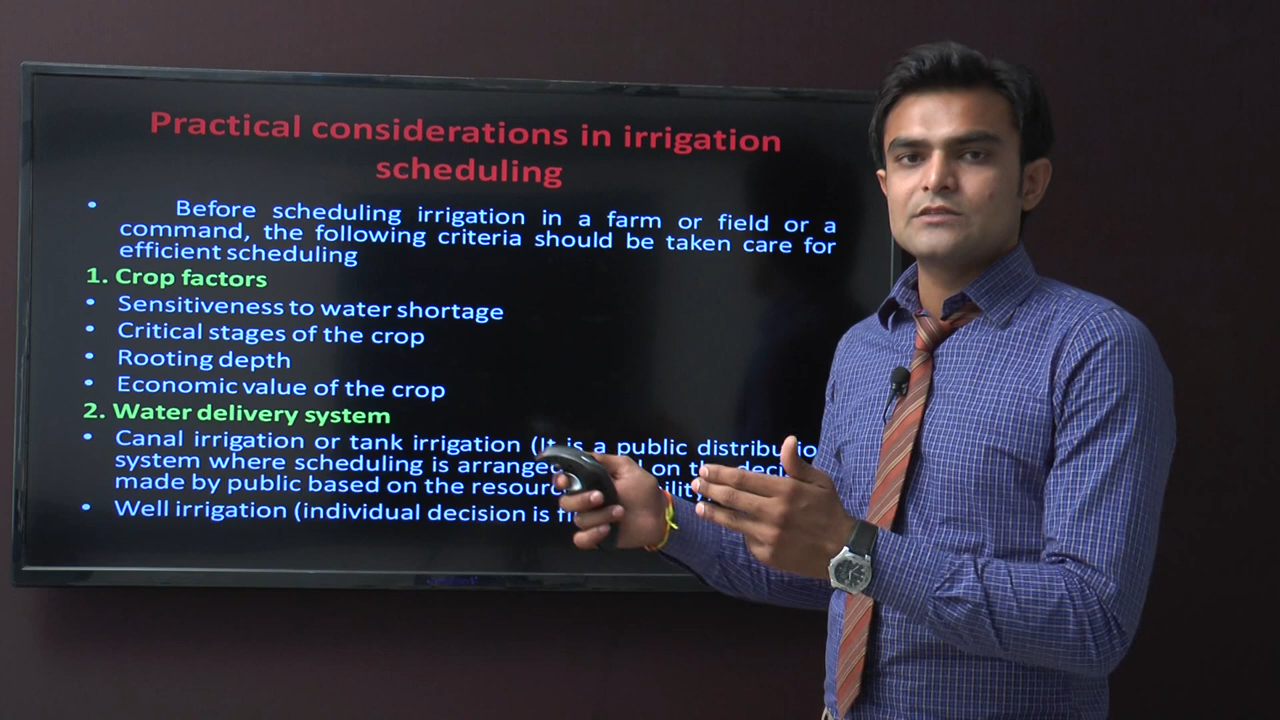 Practical considerations in irrigation
scheduling
• Before scheduling irrigation in a farm or field or a
command, the following criteria should be taken care for
efficient scheduling
1. Crop factors
• Sensitiveness to water shortage
• Critical stages of the crop
• Rooting depth
• Economic value of the crop
2. Water delivery system
• Canal irrigation or tank irrigation (It is a public
system where scheduling is on
made by public based on the
• Well irrigation (individual decision is